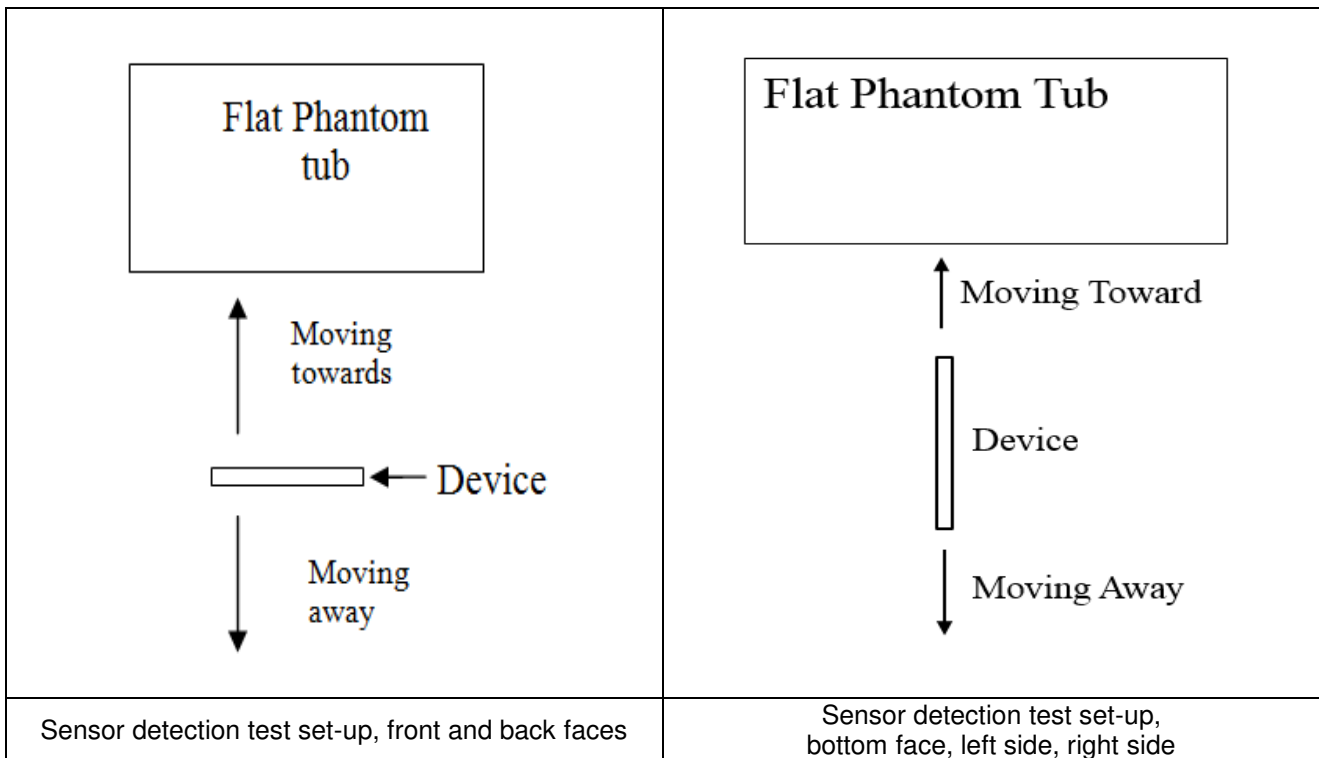 Flat Phantom
tub
Moving
towards
Device
Moving
away
Sensor detection test set-up, front and back faces
Flat Phantom Tub
Moving Toward
Device
Moving Away
Sensor detection test set-up,
bottom face, left side, right side